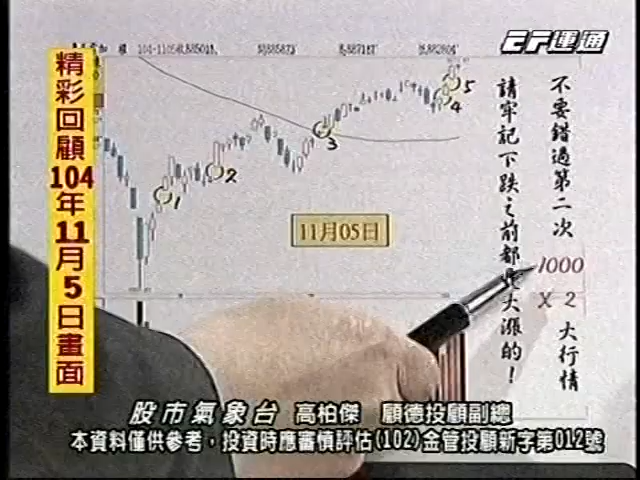 EF運通
精彩回顧104年11月5日畫面
1
2
3
4
5
11月05日
不要錯過第二次
1000
X 2 大行情
請牢記下跌之前都是大漲的！
股市氣象台 高柏傑 顧德投顧副總
本資料僅供參考，投資時應審慎評估(102)金管投顧新字第012號